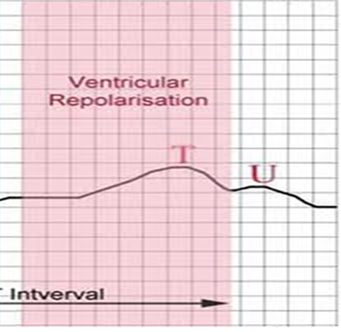 Ventricular
Repolarisation
T
U
Intverval